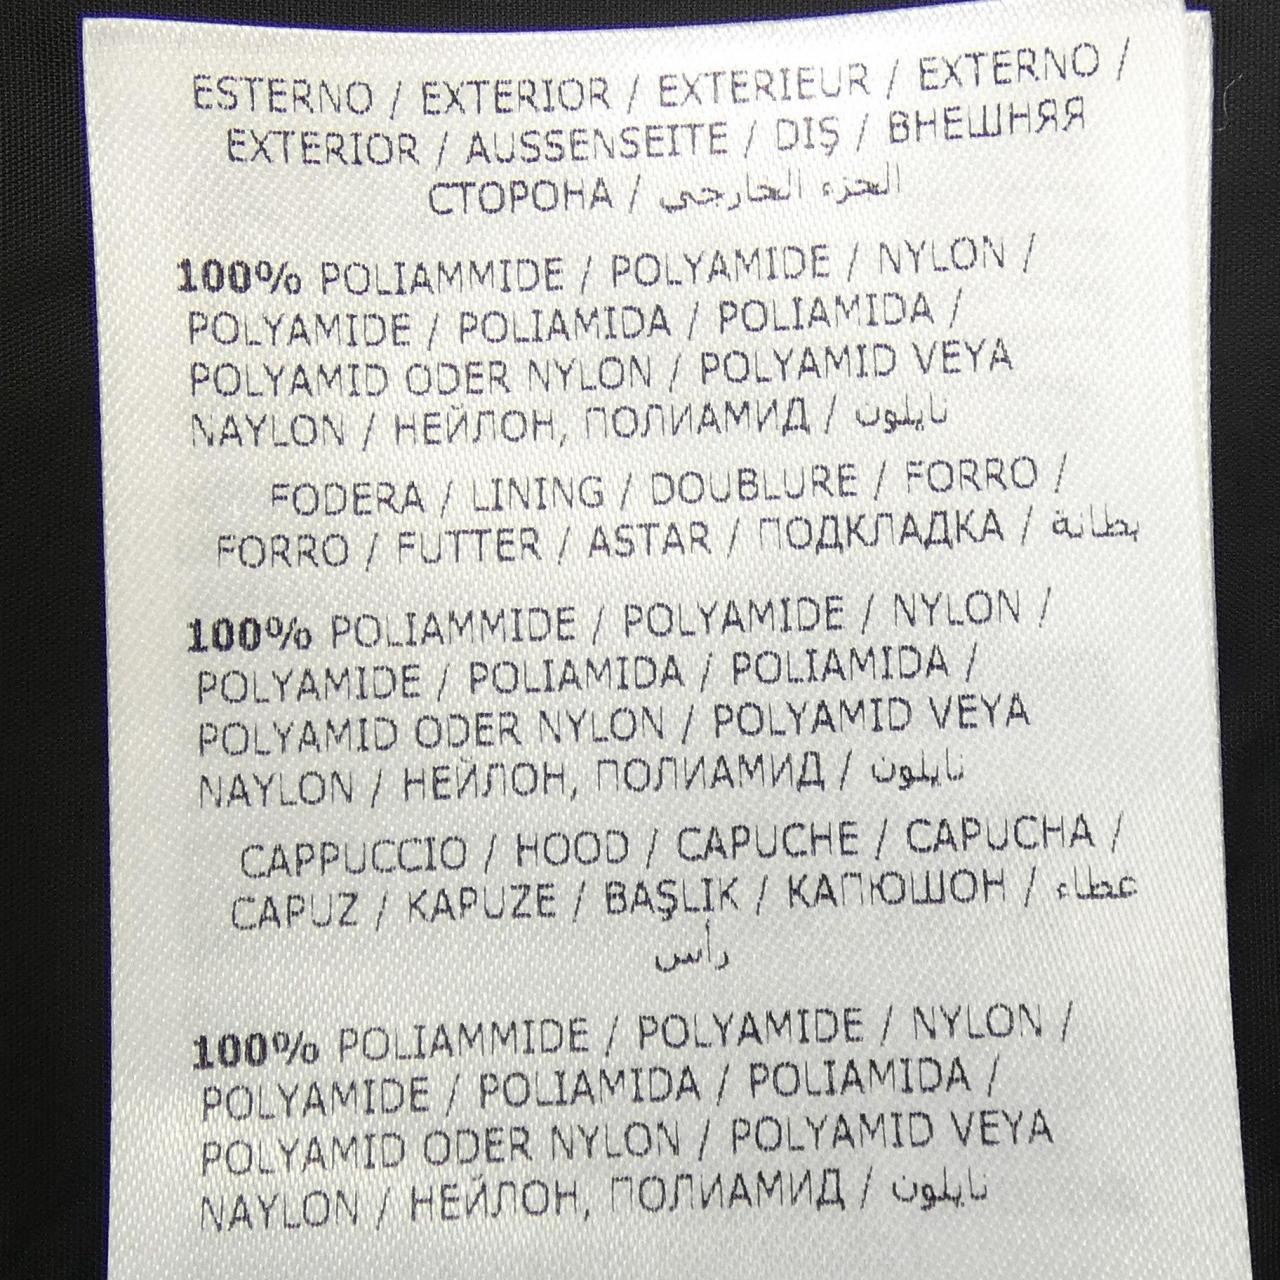 ESTERNO / EXTERIOR / EXTERIEUR / EXTERNO /
EXTERIOR / AUSSENSEITE / DIŞ / ВНЕШНЯЯ
СТОРОНА / الجزء الخارجي
100% POLIAMMIDE / POLYAMIDE / NYLON /
POLYAMIDE / POLIAMIDA / POLIAMIDA /
POLYAMID ODER NYLON / POLYAMID VEYA
NAYLON / НЕЙЛОН, ПОЛИАМИД / نايلون
FODERA / LINING / DOUBLURE / FORRO /
FORRO / FUTTER / ASTAR / ПОДКЛАДКА / بطانة
100% POLIAMMIDE / POLYAMIDE / NYLON /
POLYAMIDE / POLIAMIDA / POLIAMIDA /
POLYAMID ODER NYLON / POLYAMID VEYA
NAYLON / НЕЙЛОН, ПОЛИАМИД / نايلون
CAPPUCCIO / HOOD / CAPUCHE / CAPUCHA /
CAPUZ / KAPUZE / BAŞLIK / КАПЮШОН / غطاء
رأس
100% POLIAMMIDE / POLYAMIDE / NYLON /
POLYAMIDE / POLIAMIDA / POLIAMIDA /
POLYAMID ODER NYLON / POLYAMID VEYA
NAYLON / НЕЙЛОН, ПОЛИАМИД / نايلون